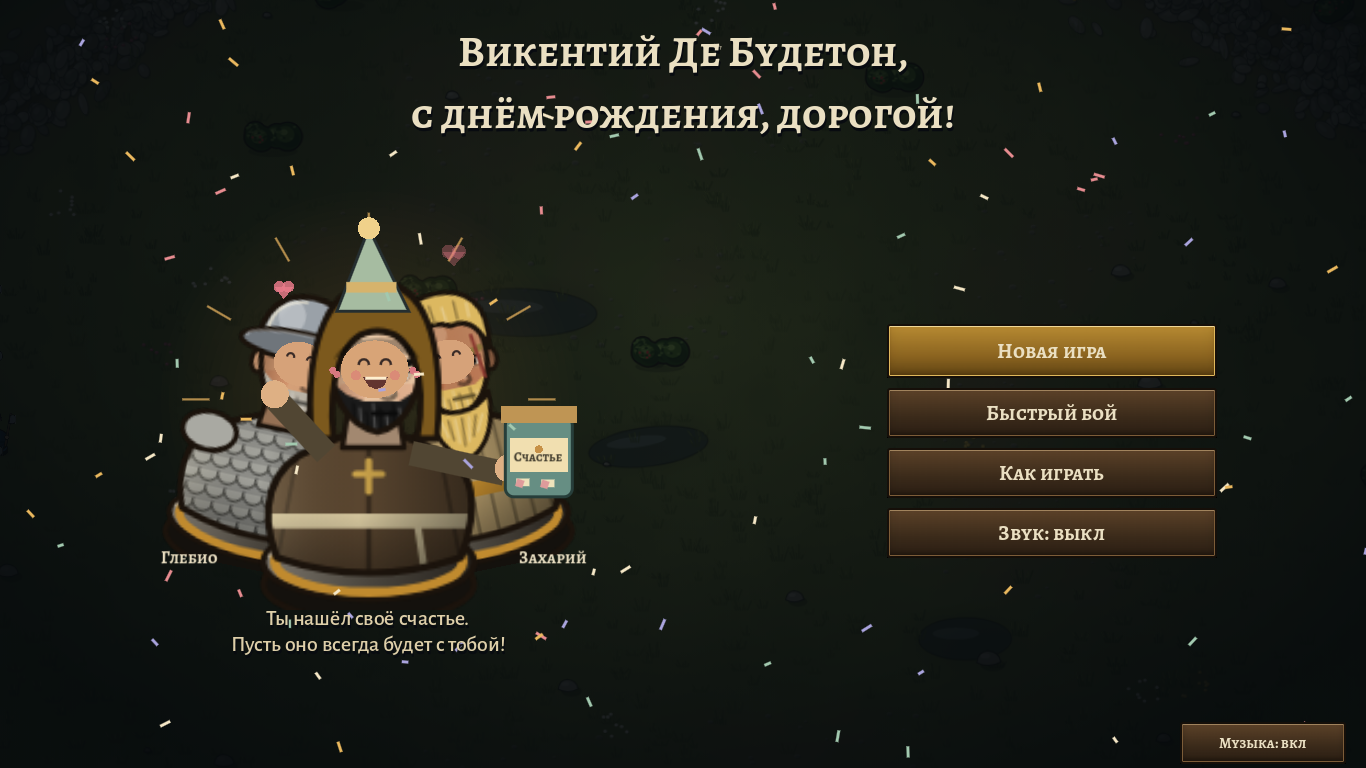 Викентий Де Будетон,
с днём рождения, дорогой!
Счастье
Глебио
Захарий
Ты нашёл своё счастье.
Пусть оно всегда будет с тобой!
Новая игра
Быстрый бой
Как играть
Звук: выкл
Музыка: вкл